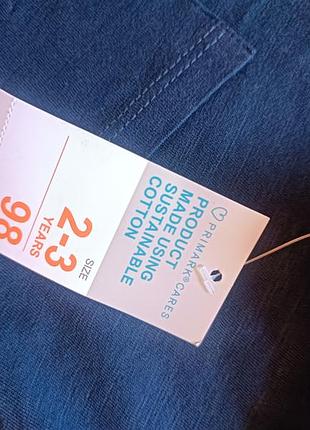 ♡ PRIMARK® CARES
PRODUCT
MADE USING
SUSTAINABLE
COTTON
SIZE
2-3
YEARS
98